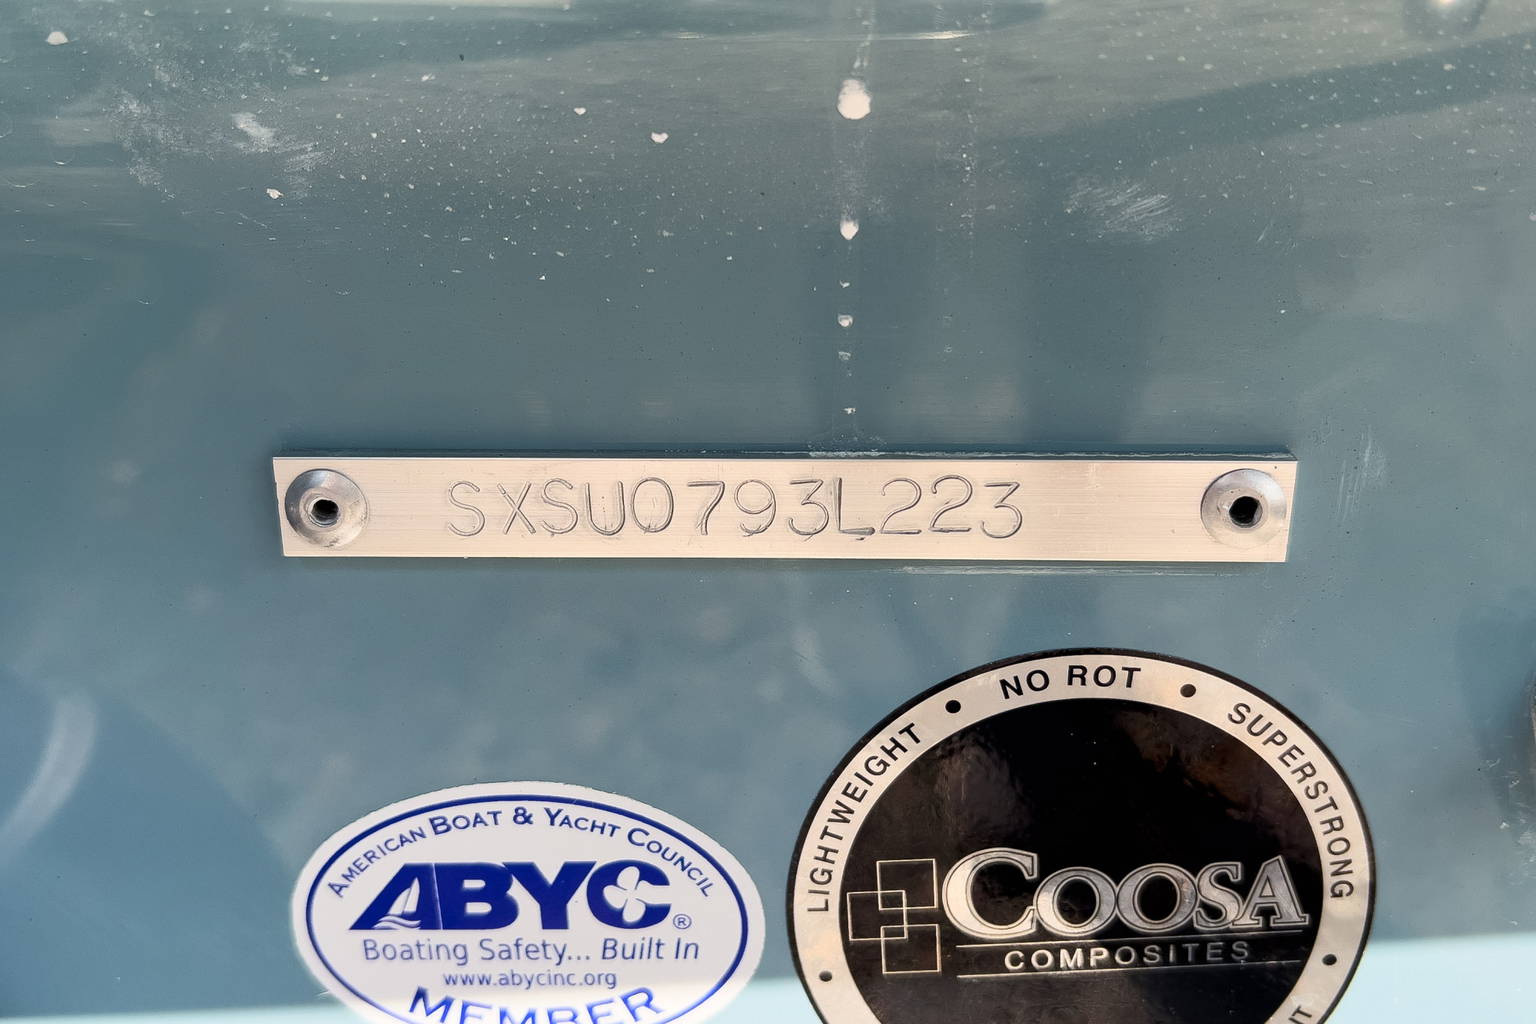 SXSU0793L223
NO ROT
LIGHTWEIGHT
SUPERSTRONG
COOSA
COMPOSITES
AMERICAN BOAT & YACHT COUNCIL
ABYC®
Boating Safety... Built In
www.abycinc.org
MEMBER